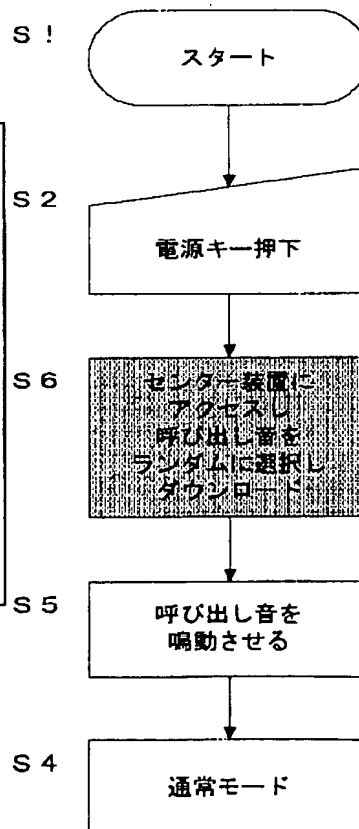 S!
スタート
S2
電源キー押下
S6
センター装置に
アクセスし
呼び出し音を
ランダムに選択し
ダウンロード
S5
呼び出し音を
鳴動させる
S4
通常モード